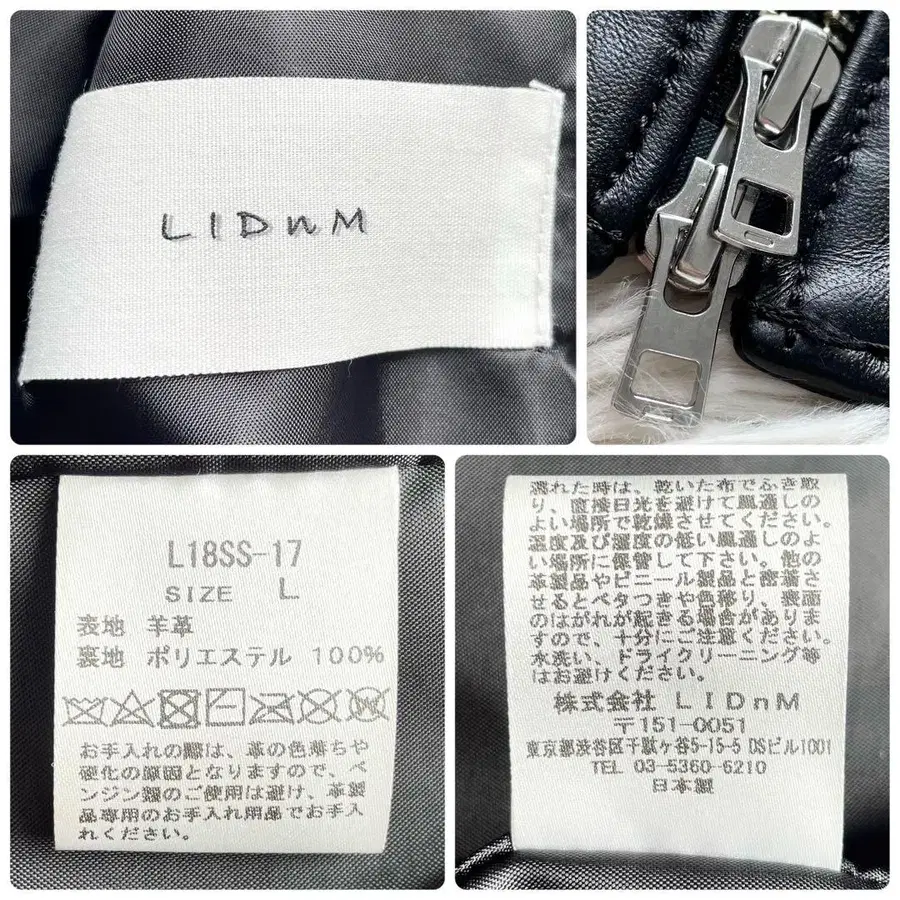 LIDnM
L18SS-17
SIZE L
表地 羊革
裏地 ポリエステル 100%
お手入れの際は、革の色落ちや
硬化の原因となりますので、ベ
ンジン類のご使用は避け、革製
品専用のお手入れ用品でお手入
れください。
濡れた時は、乾いた布でふき取
り、直接日光を避けて風通しの
よい場所で乾燥させてください。
温度及び湿度の低い風通しのよ
い場所に保管して下さい。他の
革製品やビニール製品と密着さ
せるとベタつきや色移り、表面
のはがれが起きる場合がありま
すので、十分にご注意ください。
水洗い、ドライクリーニング等
はお避けください。
株式会社 LIDnM
〒151-0051
東京都渋谷区千駄ヶ谷5-15-5 DSビル1001
TEL 03-5360-6210
日本製